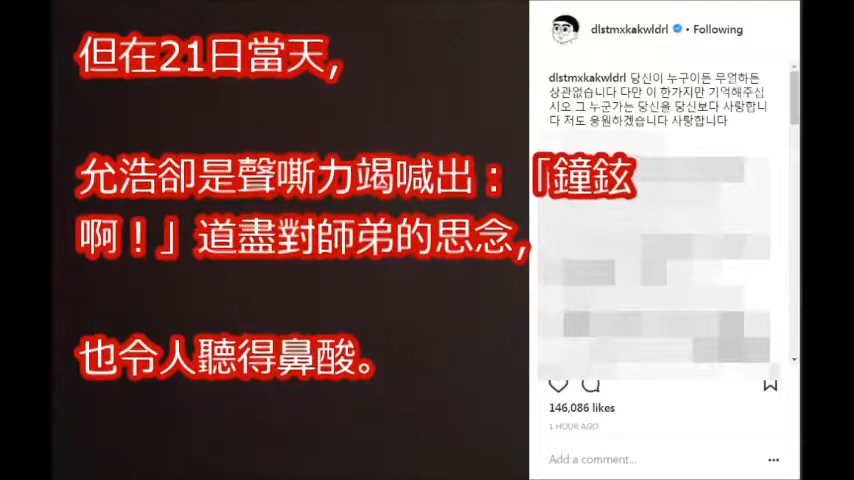 但在21日當天，
允浩卻是聲嘶力竭喊出：「鐘鉉
啊！」道盡對師弟的思念，
也令人聽得鼻酸。
dlstmxkakwldrl • Following
dlstmxkakwldrl 당신이 누구이든 무얼하든
상관없습니다 다만 이 한가지만 기억해주십
시오 그 누군가는 당신을 당신보다 사랑합니
다 저도 응원하겠습니다 사랑합니다
146,086 likes
1 HOUR AGO
Add a comment...